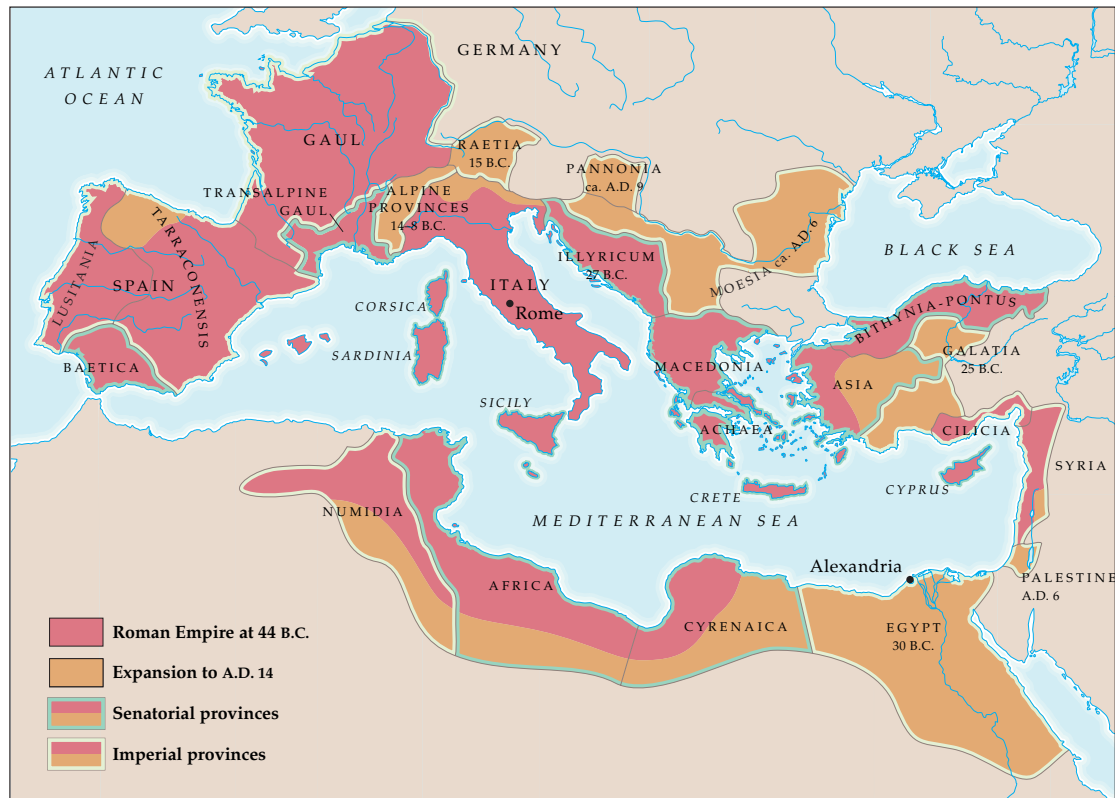 GERMANY
ATLANTIC
OCEAN
GAUL
RAETIA
15 B.C.
PANNONIA
ca. A.D. 9
TRANSALPINE
GAUL
ALPINE
PROVINCES
14–8 B.C.
TARRACONENSIS
LUSITANIA
SPAIN
BAETICA
ILLYRICUM
27 B.C.
MOESIA ca. A.D. 6
BLACK SEA
ITALY
Rome
CORSICA
SARDINIA
SICILY
MACEDONIA
ACHAEA
BITHYNIA-PONTUS
GALATIA
25 B.C.
ASIA
CILICIA
SYRIA
CYPRUS
CRETE
MEDITERRANEAN SEA
NUMIDIA
AFRICA
CYRENAICA
Alexandria
PALESTINE
A.D. 6
EGYPT
30 B.C.
Roman Empire at 44 B.C.
Expansion to A.D. 14
Senatorial provinces
Imperial provinces